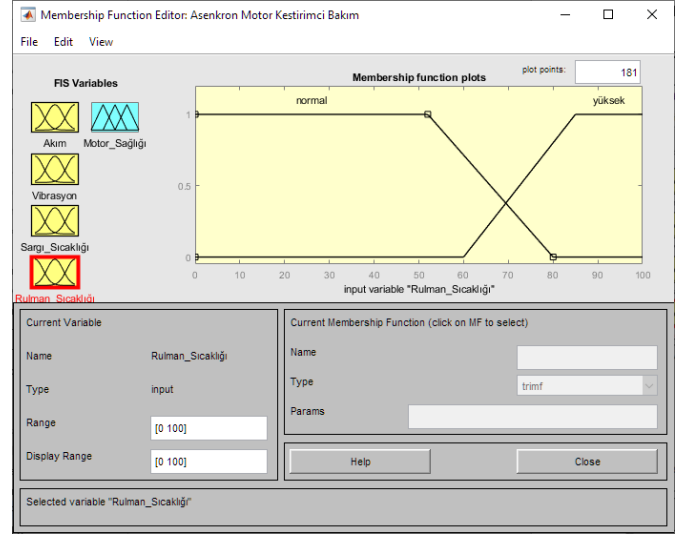 Membership Function Editor: Asenkron Motor Kestirimci Bakım
File Edit View
FIS Variables
Akım Motor_Sağlığı
Vibrasyon
Sargı_Sıcaklığı
Rulman_Sıcaklığı
Membership function plots
plot points: 181
normal yüksek
1
0.5
0
0 10 20 30 40 50 60 70 80 90 100
input variable "Rulman_Sıcaklığı"
Current Variable
Name Rulman_Sıcaklığı
Type input
Range [0 100]
Display Range [0 100]
Current Membership Function (click on MF to select)
Name
Type trimf
Params
Help Close
Selected variable "Rulman_Sıcaklığı"